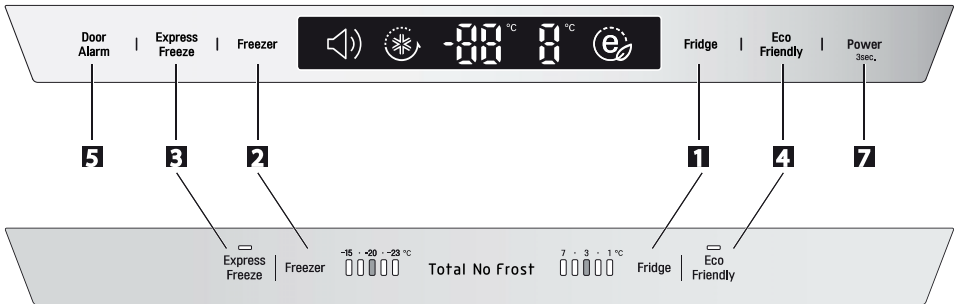 Door
Alarm
|
Express
Freeze
|
Freezer
-88 °C
8 °C
e
Fridge
|
Eco
Friendly
|
Power
3sec.
5
3
2
1
4
7
Express
Freeze
Freezer
-15 · -20 · -23 °C
Total No Frost
7 · 3 · 1 °C
Fridge
Eco
Friendly